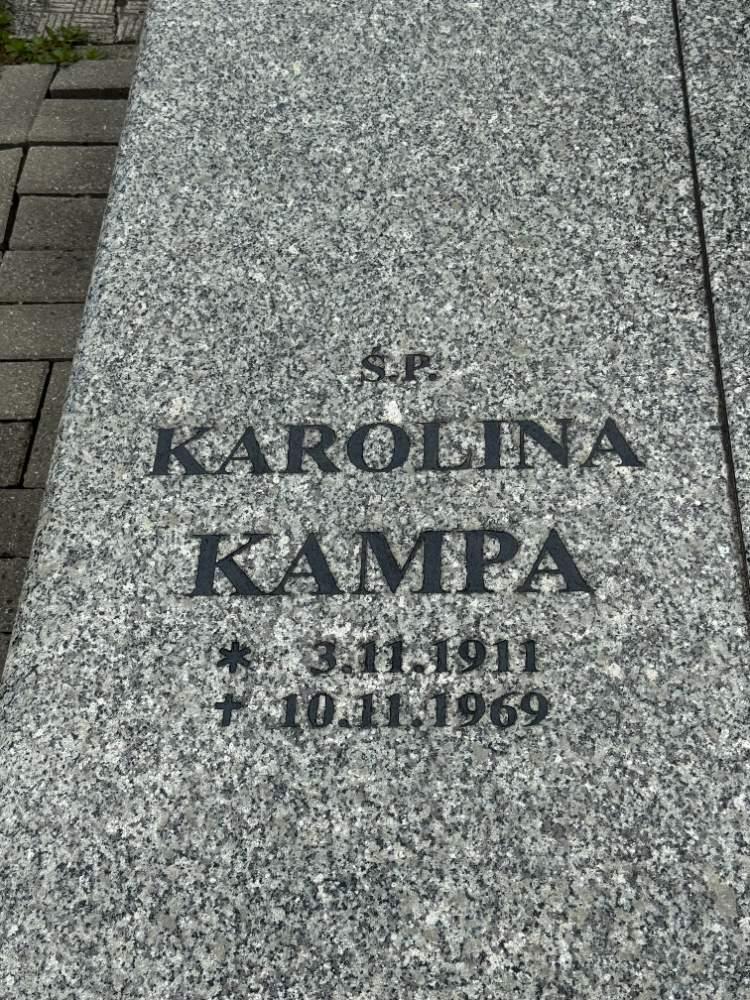 Ś.P.
KAROLINA
KAMPA
* 3.11.1911
✝ 10.11.1969